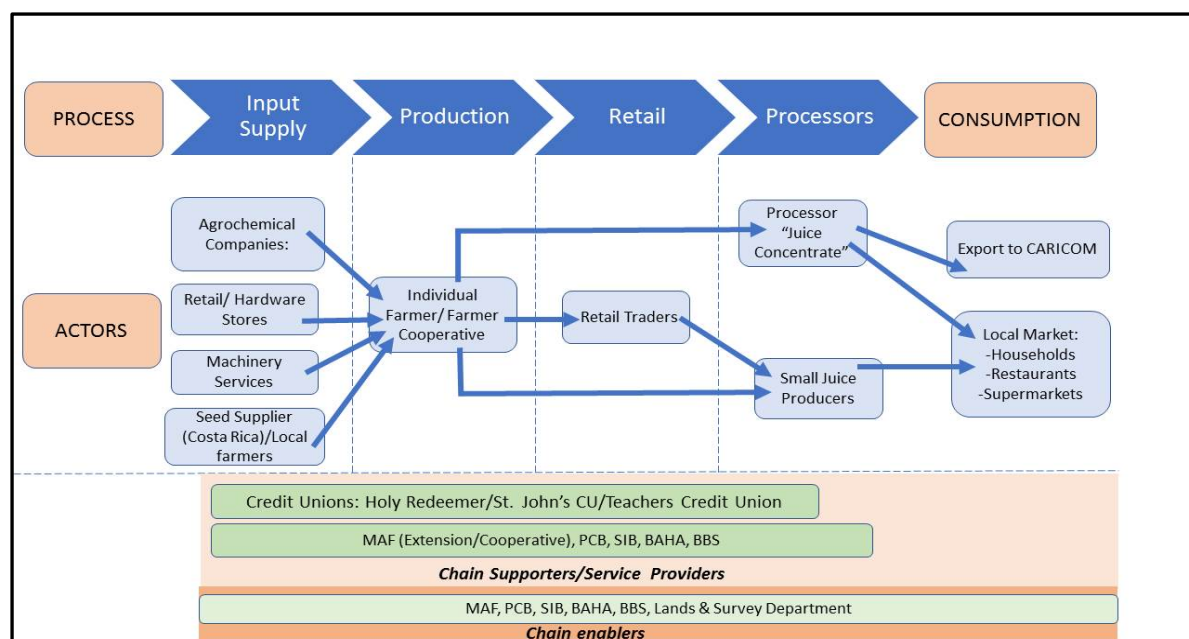 PROCESS
Input
Supply
Production
Retail
Processors
CONSUMPTION
ACTORS
Agrochemical
Companies:
Retail/ Hardware
Stores
Machinery
Services
Seed Supplier
(Costa Rica)/Local
farmers
Individual
Farmer/ Farmer
Cooperative
Retail Traders
Processor
“Juice
Concentrate”
Small Juice
Producers
Export to CARICOM
Local Market:
-Households
-Restaurants
-Supermarkets
Credit Unions: Holy Redeemer/St. John’s CU/Teachers Credit Union
MAF (Extension/Cooperative), PCB, SIB, BAHA, BBS
Chain Supporters/Service Providers
MAF, PCB, SIB, BAHA, BBS, Lands & Survey Department
Chain enablers